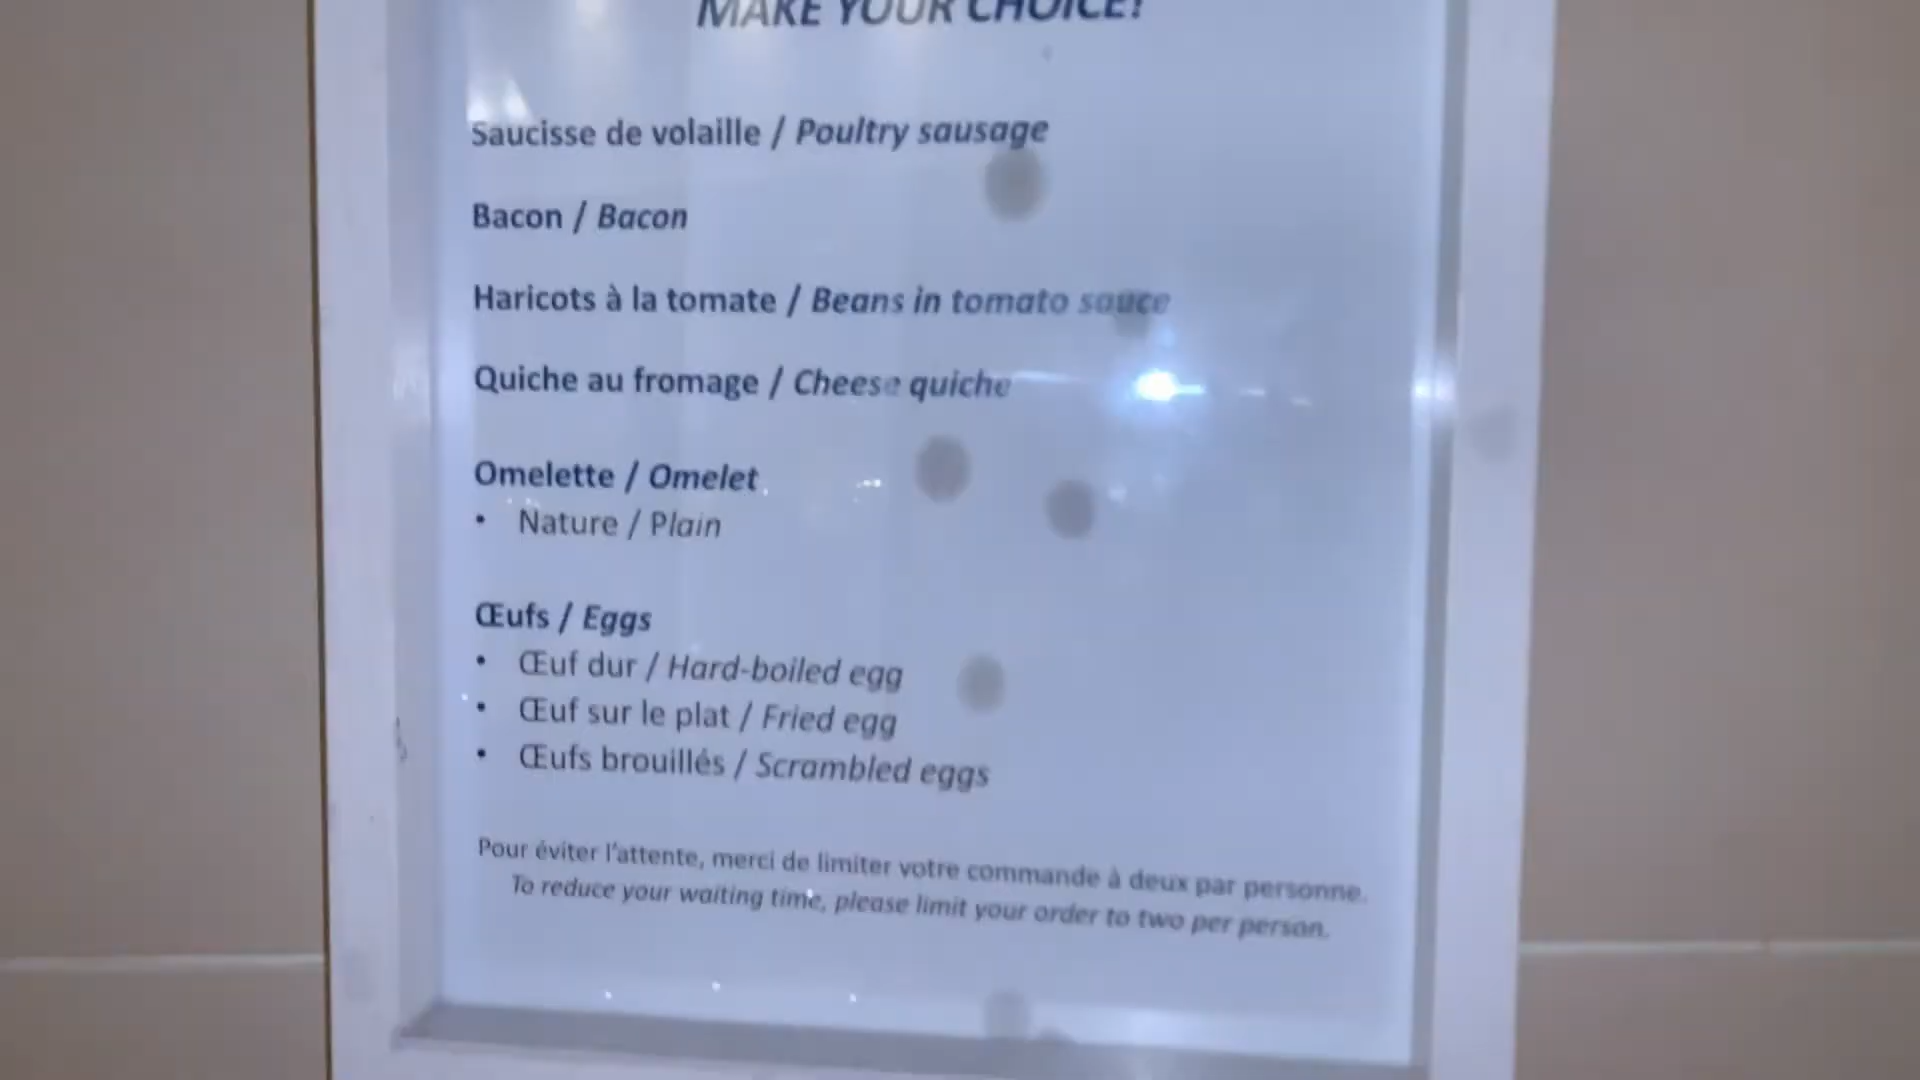 MAKE YOUR CHOICE!
Saucisse de volaille / Poultry sausage
Bacon / Bacon
Haricots à la tomate / Beans in tomato sauce
Quiche au fromage / Cheese quiche
Omelette / Omelet
• Nature / Plain
Œufs / Eggs
• Œuf dur / Hard-boiled egg
• Œuf sur le plat / Fried egg
• Œufs brouillés / Scrambled eggs
Pour éviter l'attente, merci de limiter votre commande à deux par personne.
To reduce your waiting time, please limit your order to two per person.